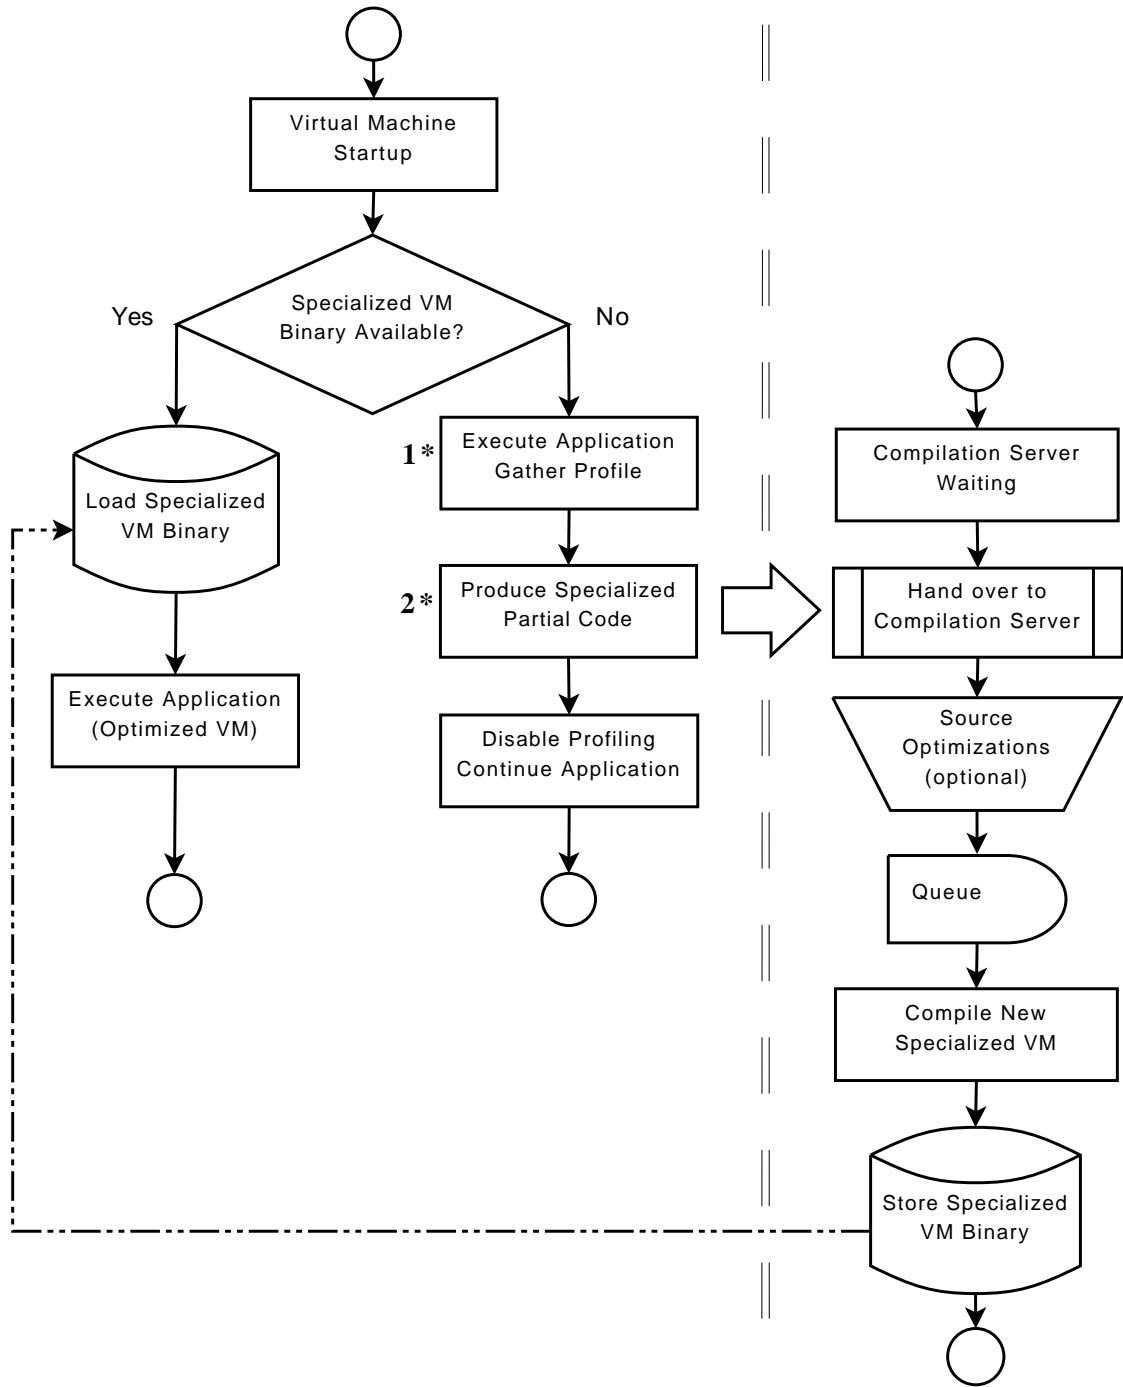 Virtual Machine
Startup
Specialized VM
Binary Available?
Yes
No
Load Specialized
VM Binary
Execute Application
(Optimized VM)
1*
Execute Application
Gather Profile
2*
Produce Specialized
Partial Code
Disable Profiling
Continue Application
Compilation Server
Waiting
Hand over to
Compilation Server
Source
Optimizations
(optional)
Queue
Compile New
Specialized VM
Store Specialized
VM Binary